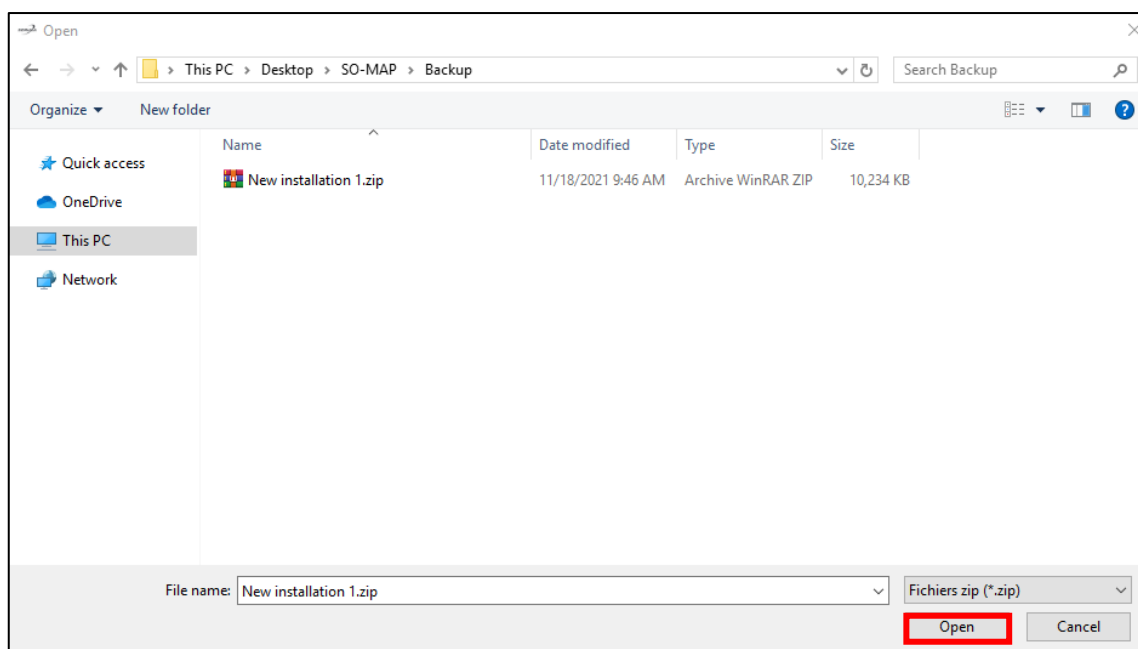 Open
This PC > Desktop > SO-MAP > Backup
Search Backup
Organize
New folder
?
Name
Date modified
Type
Size
Quick access
New installation 1.zip
11/18/2021 9:46 AM
Archive WinRAR ZIP
10,234 KB
OneDrive
This PC
Network
File name:
New installation 1.zip
Fichiers zip (*.zip)
Open
Cancel